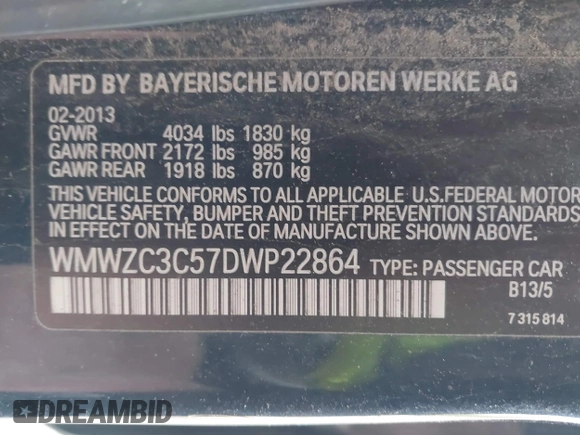 MFD BY BAYERISCHE MOTOREN WERKE AG
02-2013
GVWR 4034 lbs 1830 kg
GAWR FRONT 2172 lbs 985 kg
GAWR REAR 1918 lbs 870 kg
THIS VEHICLE CONFORMS TO ALL APPLICABLE U.S.FEDERAL MOTOR
VEHICLE SAFETY, BUMPER AND THEFT PREVENTION STANDARDS
IN EFFECT ON THE DATE OF MANUFACTURE SHOWN ABOVE.
WMWZC3C57DWP22864 TYPE: PASSENGER CAR
B13/5
7 315 814
DREAMBID